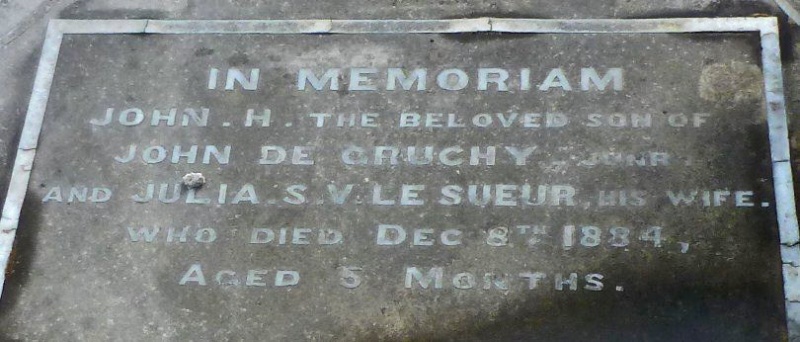 IN MEMORIAM
JOHN. H. THE BELOVED SON OF
JOHN DE GRUCHY. JUNR.
AND JULIA. S. V. LE SUEUR, HIS WIFE.
WHO DIED DEC 8TH 1884,
AGED 5 MONTHS.